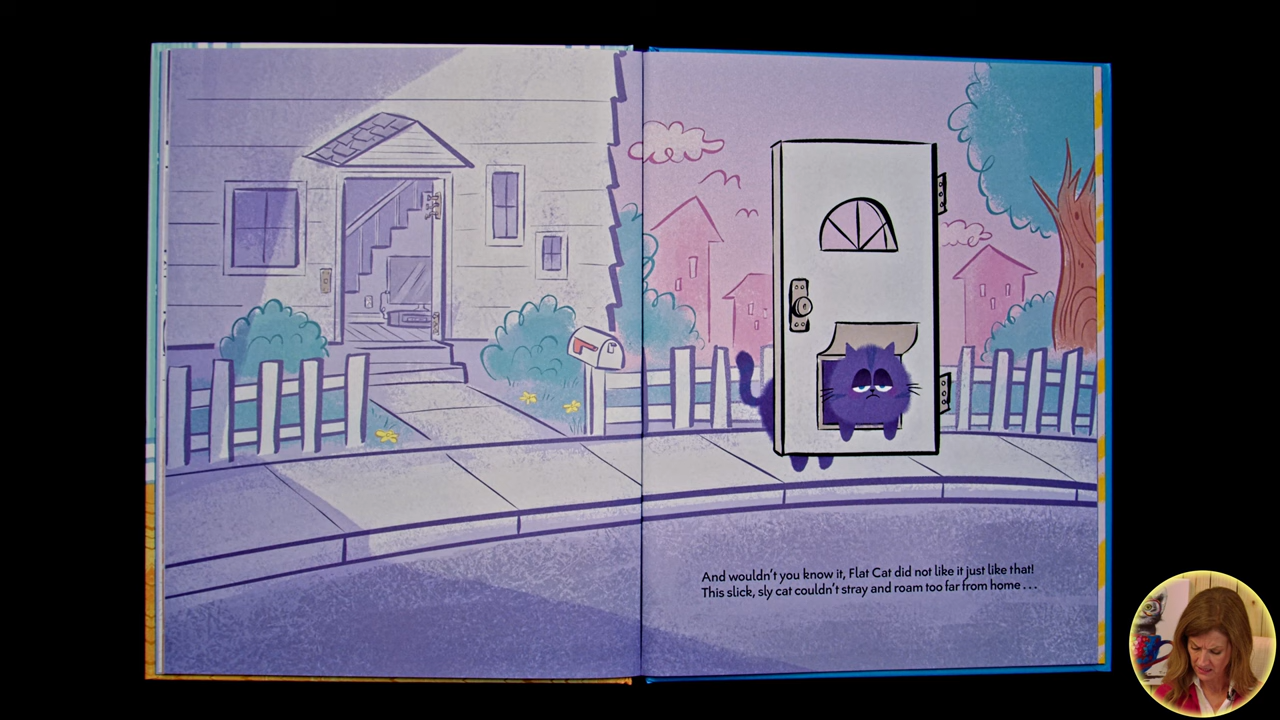 And wouldn't you know it, Flat Cat did not like it just like that!
This slick, sly cat couldn't stray and roam too far from home . . .